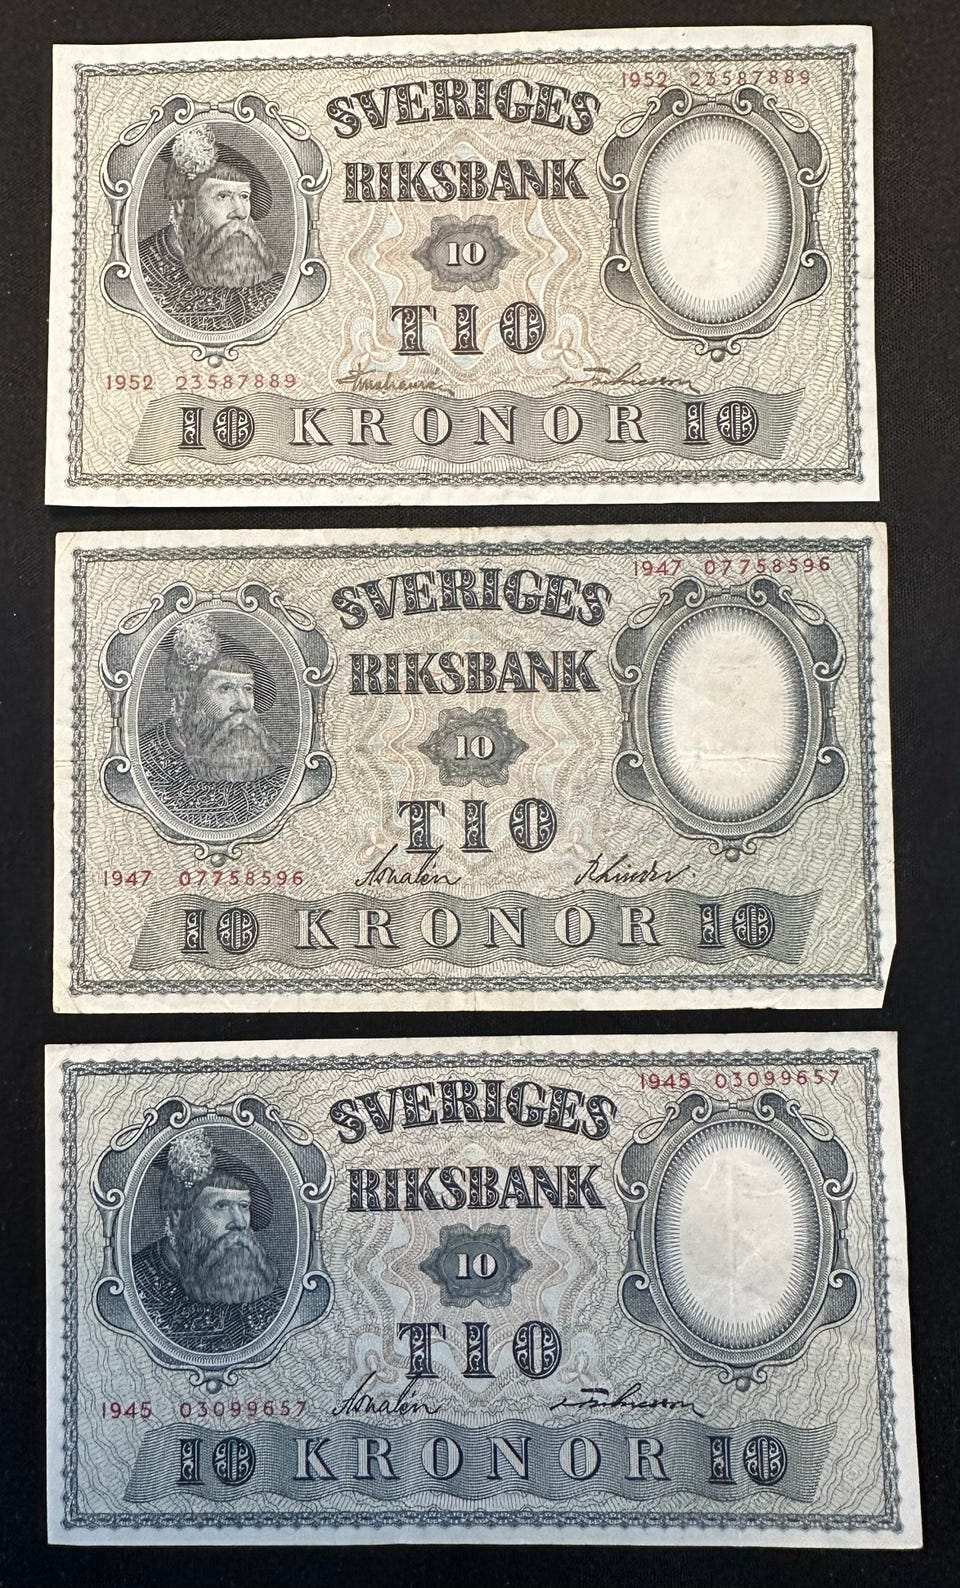 1952 23587889
SVERIGES
RIKSBANK
10
TIO
1952 23587889
10 KRONOR 10
1947 07758596
SVERIGES
RIKSBANK
10
TIO
1947 07758596
10 KRONOR 10
1945 03099657
SVERIGES
RIKSBANK
10
TIO
1945 03099657
10 KRONOR 10